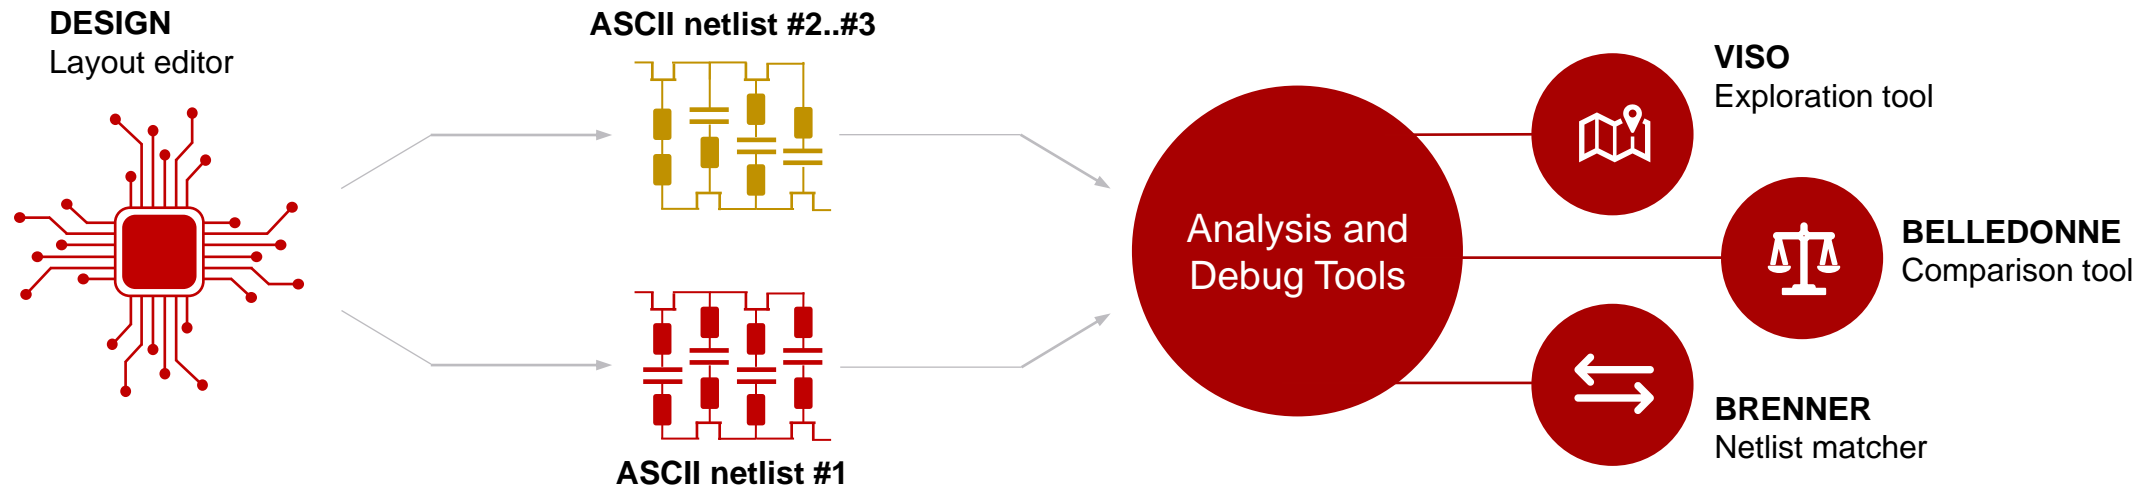 DESIGN
Layout editor
ASCII netlist #2..#3
ASCII netlist #1
Analysis and
Debug Tools
VISO
Exploration tool
BELLEDONNE
Comparison tool
BRENNER
Netlist matcher